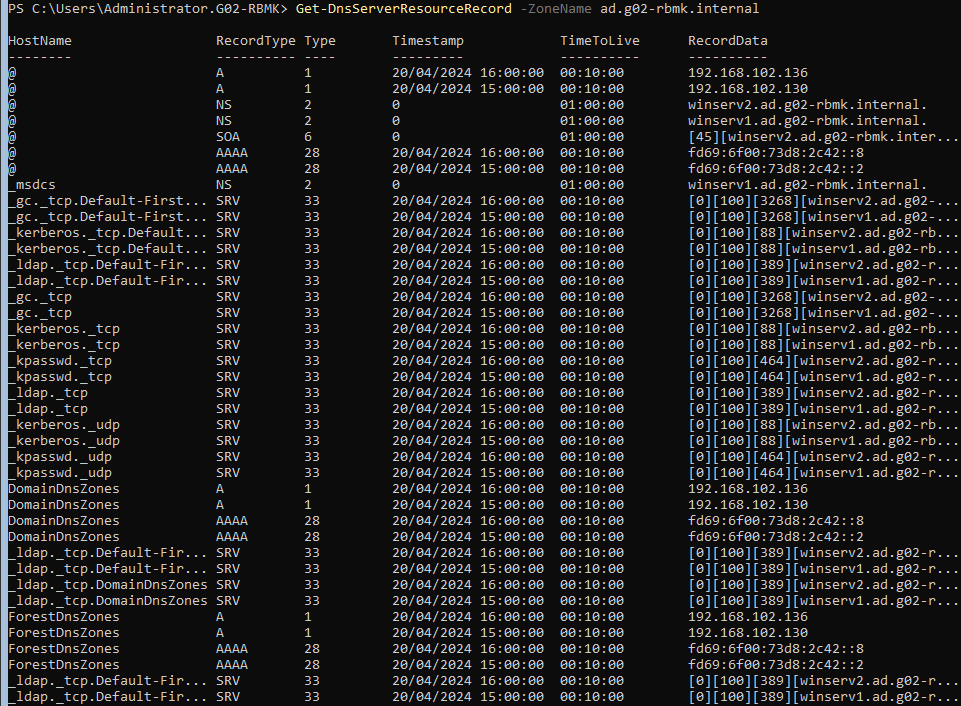 PS C:\Users\Administrator.G02-RBMK> Get-DnsServerResourceRecord -ZoneName ad.g02-rbmk.internal
HostName RecordType Type Timestamp TimeToLive RecordData
-------- ---------- ---- --------- ---------- ----------
@ A 1 20/04/2024 16:00:00 00:10:00 192.168.102.136
@ A 1 20/04/2024 15:00:00 00:10:00 192.168.102.130
@ NS 2 0 01:00:00 winserv2.ad.g02-rbmk.internal.
@ NS 2 0 01:00:00 winserv1.ad.g02-rbmk.internal.
@ SOA 6 0 01:00:00 [45][winserv2.ad.g02-rbmk.inter...
@ AAAA 28 20/04/2024 16:00:00 00:10:00 fd69:6f00:73d8:2c42::8
@ AAAA 28 20/04/2024 15:00:00 00:10:00 fd69:6f00:73d8:2c42::2
_msdcs NS 2 0 01:00:00 winserv1.ad.g02-rbmk.internal.
_gc._tcp.Default-First... SRV 33 20/04/2024 16:00:00 00:10:00 [0][100][3268][winserv2.ad.g02-...
_gc._tcp.Default-First... SRV 33 20/04/2024 15:00:00 00:10:00 [0][100][3268][winserv1.ad.g02-...
_kerberos._tcp.Default... SRV 33 20/04/2024 16:00:00 00:10:00 [0][100][88][winserv2.ad.g02-rb...
_kerberos._tcp.Default... SRV 33 20/04/2024 15:00:00 00:10:00 [0][100][88][winserv1.ad.g02-rb...
_ldap._tcp.Default-Fir... SRV 33 20/04/2024 16:00:00 00:10:00 [0][100][389][winserv2.ad.g02-r...
_ldap._tcp.Default-Fir... SRV 33 20/04/2024 15:00:00 00:10:00 [0][100][389][winserv1.ad.g02-r...
_gc._tcp SRV 33 20/04/2024 16:00:00 00:10:00 [0][100][3268][winserv2.ad.g02-...
_gc._tcp SRV 33 20/04/2024 15:00:00 00:10:00 [0][100][3268][winserv1.ad.g02-...
_kerberos._tcp SRV 33 20/04/2024 16:00:00 00:10:00 [0][100][88][winserv2.ad.g02-rb...
_kerberos._tcp SRV 33 20/04/2024 15:00:00 00:10:00 [0][100][88][winserv1.ad.g02-rb...
_kpasswd._tcp SRV 33 20/04/2024 16:00:00 00:10:00 [0][100][464][winserv2.ad.g02-r...
_kpasswd._tcp SRV 33 20/04/2024 15:00:00 00:10:00 [0][100][464][winserv1.ad.g02-r...
_ldap._tcp SRV 33 20/04/2024 16:00:00 00:10:00 [0][100][389][winserv2.ad.g02-r...
_ldap._tcp SRV 33 20/04/2024 15:00:00 00:10:00 [0][100][389][winserv1.ad.g02-r...
_kerberos._udp SRV 33 20/04/2024 16:00:00 00:10:00 [0][100][88][winserv2.ad.g02-rb...
_kerberos._udp SRV 33 20/04/2024 15:00:00 00:10:00 [0][100][88][winserv1.ad.g02-rb...
_kpasswd._udp SRV 33 20/04/2024 16:00:00 00:10:00 [0][100][464][winserv2.ad.g02-r...
_kpasswd._udp SRV 33 20/04/2024 15:00:00 00:10:00 [0][100][464][winserv1.ad.g02-r...
DomainDnsZones A 1 20/04/2024 16:00:00 00:10:00 192.168.102.136
DomainDnsZones A 1 20/04/2024 15:00:00 00:10:00 192.168.102.130
DomainDnsZones AAAA 28 20/04/2024 16:00:00 00:10:00 fd69:6f00:73d8:2c42::8
DomainDnsZones AAAA 28 20/04/2024 15:00:00 00:10:00 fd69:6f00:73d8:2c42::2
_ldap._tcp.Default-Fir... SRV 33 20/04/2024 16:00:00 00:10:00 [0][100][389][winserv2.ad.g02-r...
_ldap._tcp.Default-Fir... SRV 33 20/04/2024 15:00:00 00:10:00 [0][100][389][winserv1.ad.g02-r...
_ldap._tcp.DomainDnsZones SRV 33 20/04/2024 16:00:00 00:10:00 [0][100][389][winserv2.ad.g02-r...
_ldap._tcp.DomainDnsZones SRV 33 20/04/2024 15:00:00 00:10:00 [0][100][389][winserv1.ad.g02-r...
ForestDnsZones A 1 20/04/2024 16:00:00 00:10:00 192.168.102.136
ForestDnsZones A 1 20/04/2024 15:00:00 00:10:00 192.168.102.130
ForestDnsZones AAAA 28 20/04/2024 16:00:00 00:10:00 fd69:6f00:73d8:2c42::8
ForestDnsZones AAAA 28 20/04/2024 15:00:00 00:10:00 fd69:6f00:73d8:2c42::2
_ldap._tcp.Default-Fir... SRV 33 20/04/2024 16:00:00 00:10:00 [0][100][389][winserv2.ad.g02-r...
_ldap._tcp.Default-Fir... SRV 33 20/04/2024 15:00:00 00:10:00 [0][100][389][winserv1.ad.g02-r...